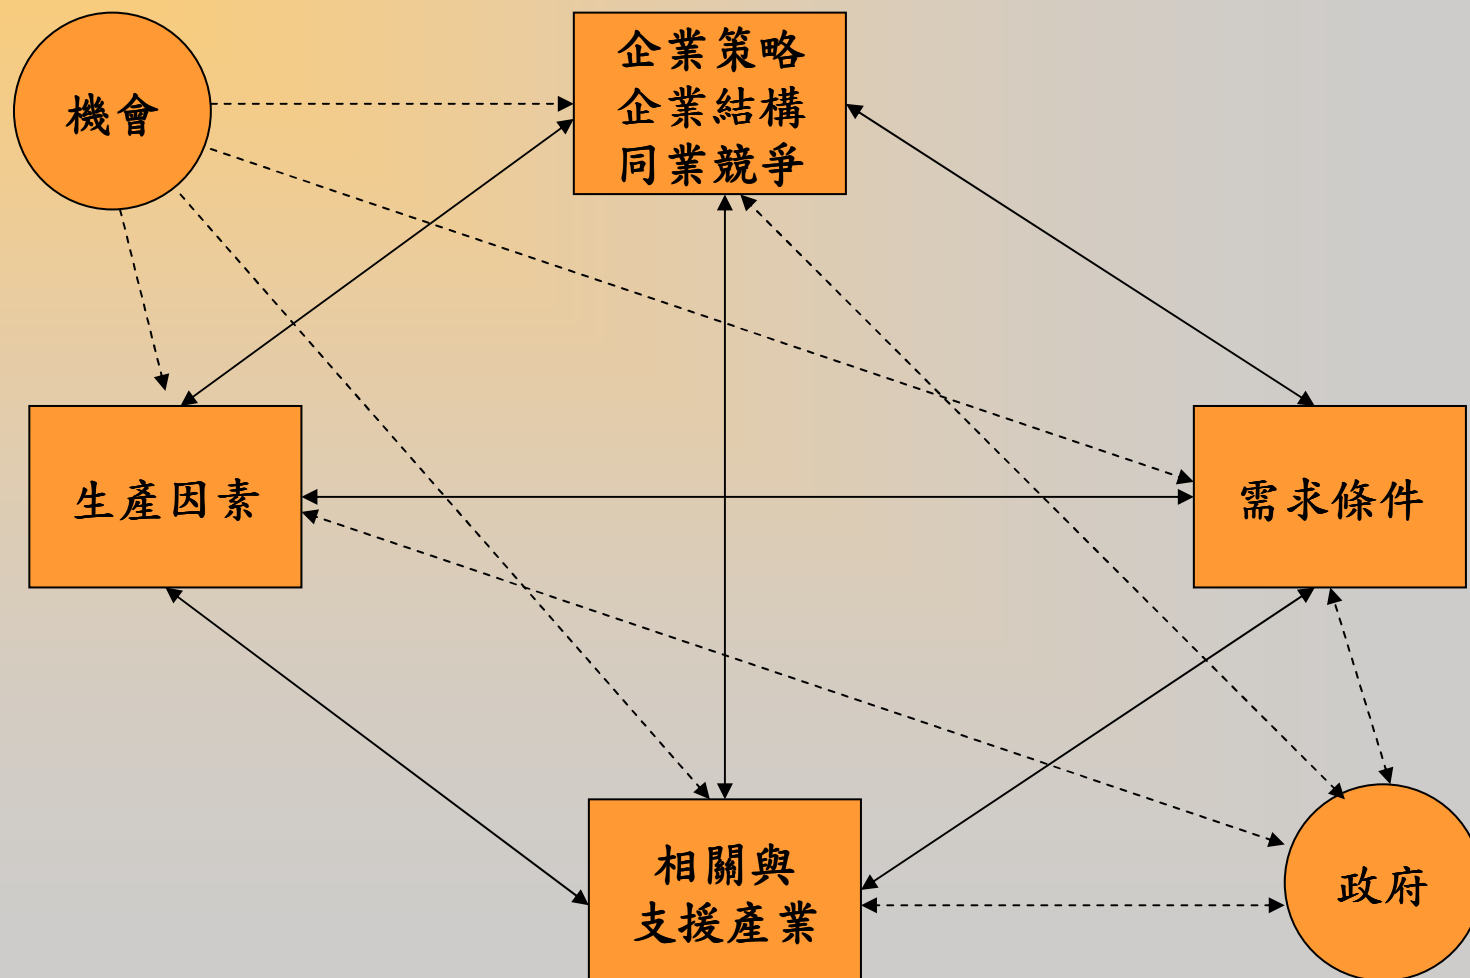 機會
企業策略
企業結構
同業競爭
生產因素
需求條件
相關與
支援產業
政府